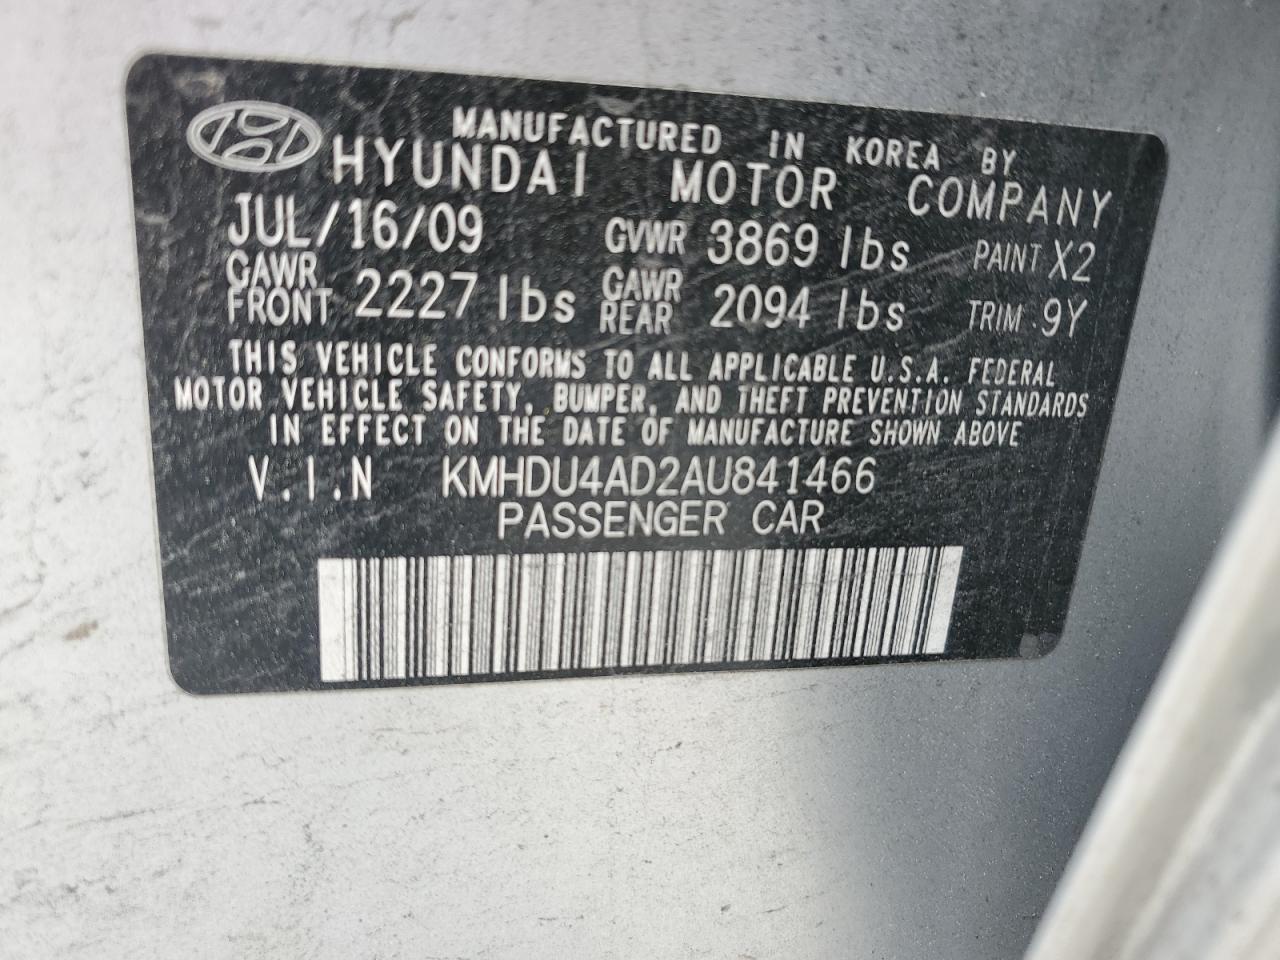 MANUFACTURED IN KOREA BY
HYUNDAI MOTOR COMPANY
JUL/16/09 GVWR 3869 lbs PAINT X2
GAWR FRONT 2227 lbs GAWR REAR 2094 lbs TRIM 9Y
THIS VEHICLE CONFORMS TO ALL APPLICABLE U.S.A. FEDERAL
MOTOR VEHICLE SAFETY, BUMPER, AND THEFT PREVENTION STANDARDS
IN EFFECT ON THE DATE OF MANUFACTURE SHOWN ABOVE
V.I.N KMHDU4AD2AU841466
PASSENGER CAR